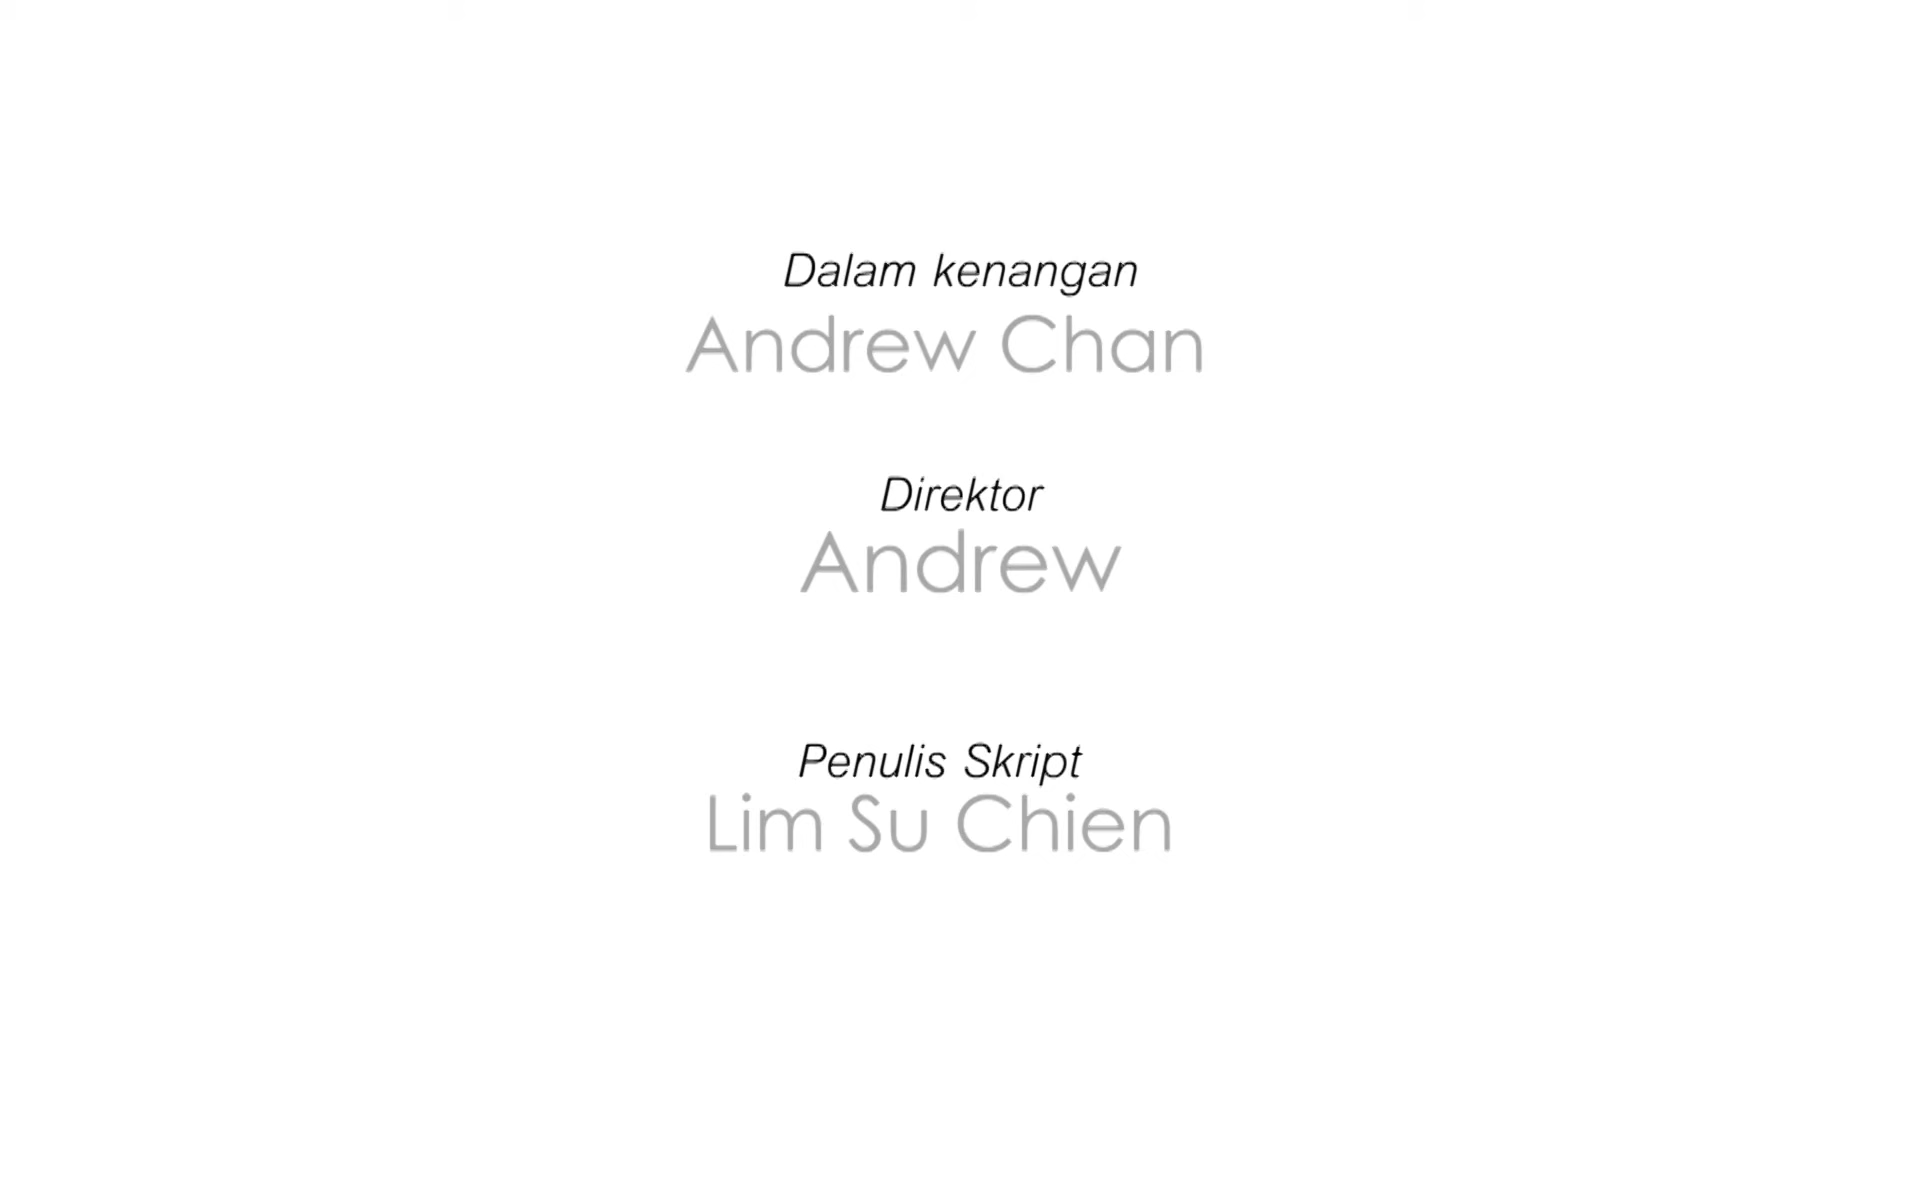 Dalam kenangan
Andrew Chan
Direktor
Andrew
Penulis Skript
Lim Su Chien